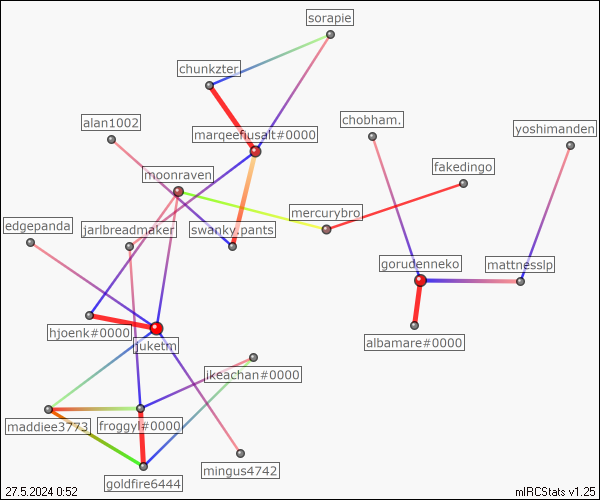 sorapie
chunkzter
alan1002
marqeefiusalt#0000
chobham.
yoshimanden
moonraven
fakedingo
mercurybro.
edgepanda
jarlbreadmaker
swanky.pants
gorudenneko
mattnesslp
hjoenk#0000
juketm
albamare#0000
ikeachan#0000
maddiee3773
froggyl#0000
mingus4742
goldfire6444
27.5.2024 0:52
mIRCStats v1.25